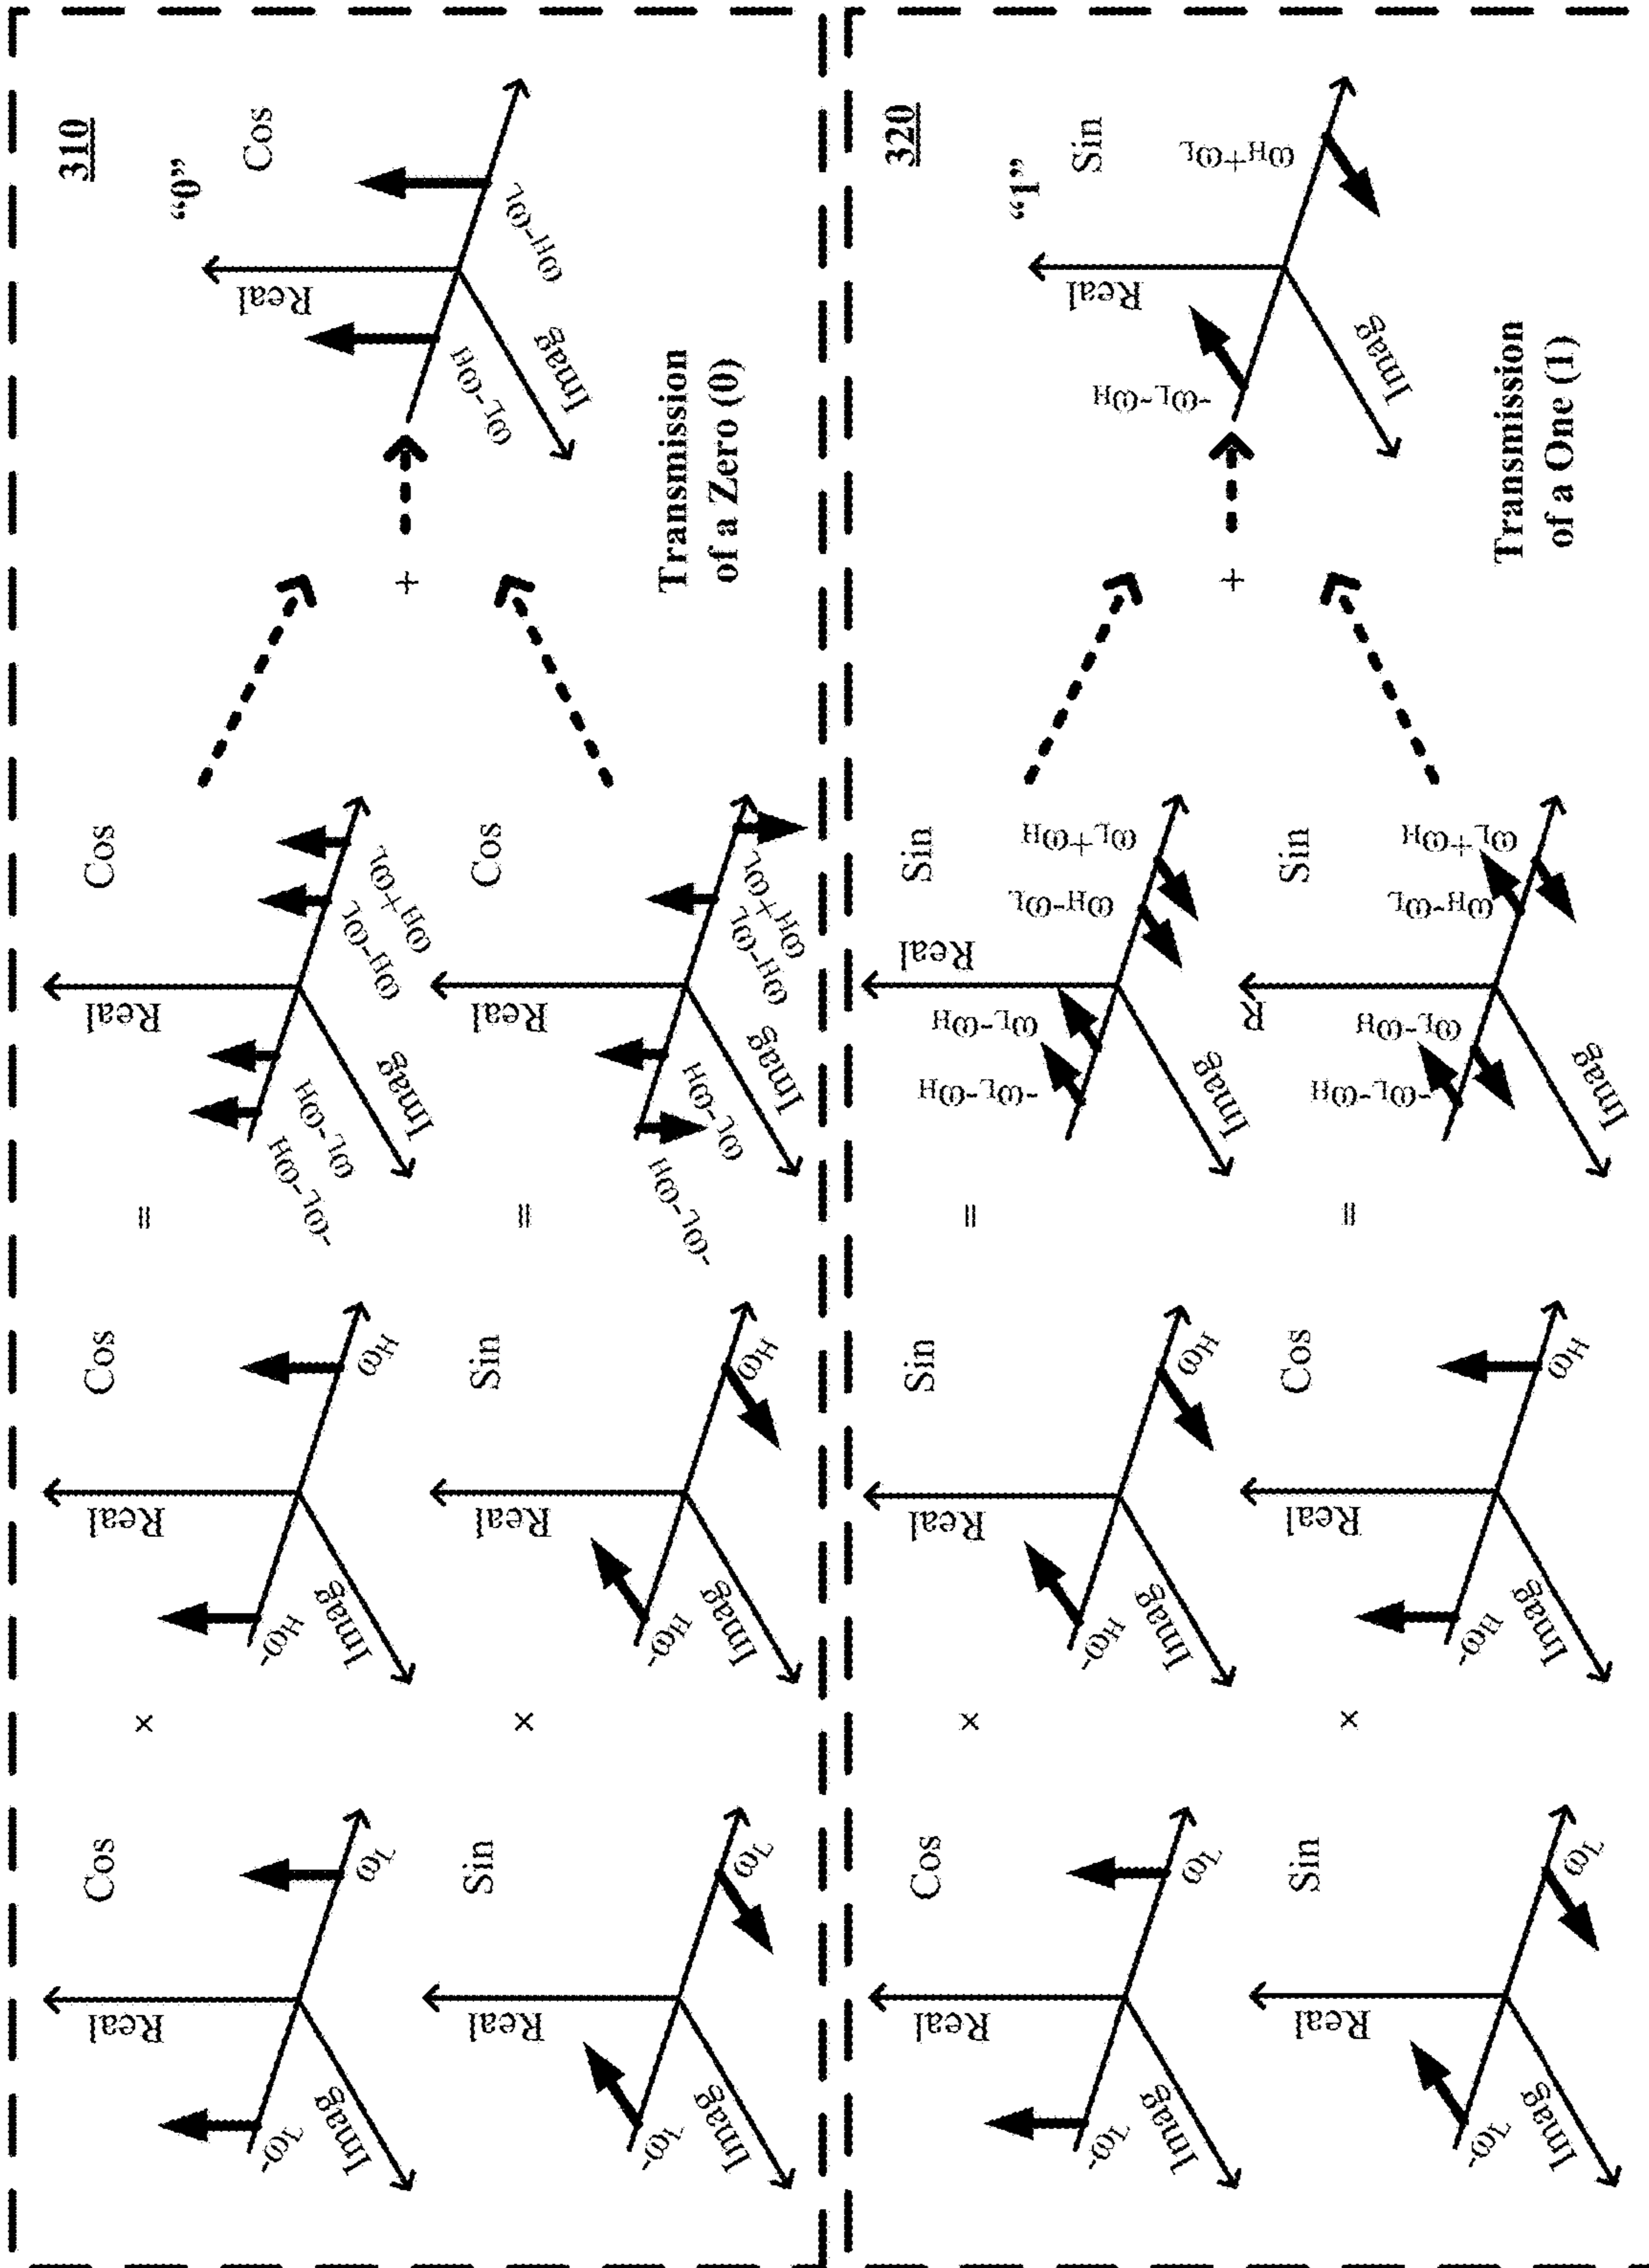 310
Cos
Real
-ωL
ωL
Imag
×
Cos
Real
-ωH
ωH
Imag
=
Cos
Real
-ωL-ωH
ωL-ωH
ωH-ωL
ωH+ωL
Imag
Sin
Real
-ωL
ωL
Imag
×
Sin
Real
-ωH
ωH
Imag
=
Cos
Real
-ωL-ωH
ωL-ωH
ωH-ωL
ωH+ωL
Imag
+
“0”
Cos
Real
ωL-ωH
ωH-ωL
Imag
Transmission
of a Zero (0)
320
Cos
Real
-ωL
ωL
Imag
×
Sin
Real
-ωH
ωH
Imag
=
Sin
Real
-ωL-ωH
ωL-ωH
ωH-ωL
ωL+ωH
Imag
Sin
Real
-ωL
ωL
Imag
×
Cos
Real
-ωH
ωH
Imag
=
Sin
R
-ωL-ωH
ωL-ωH
ωH-ωL
ωL+ωH
Imag
+
“1”
Sin
Real
-ωL-ωH
ωH+ωL
Imag
Transmission
of a One (1)